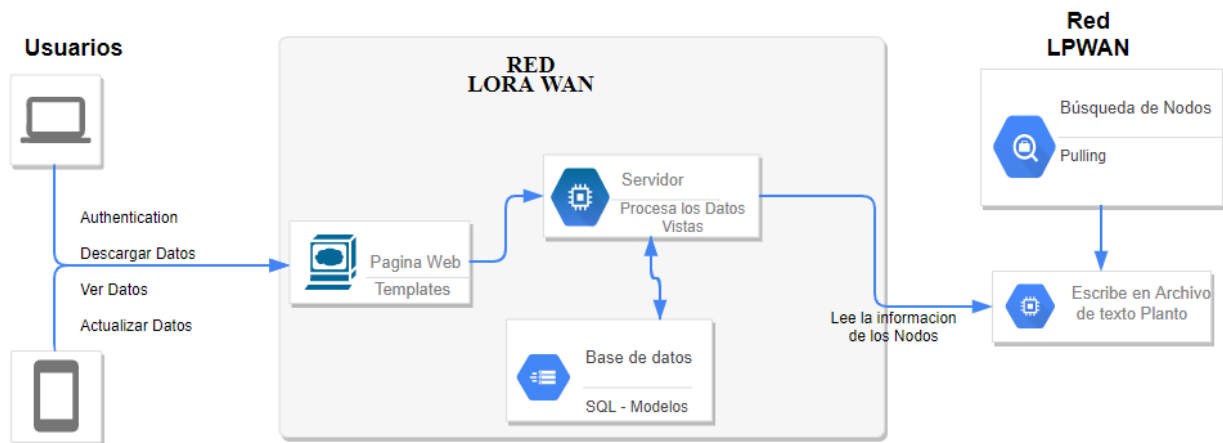 Usuarios
Authentication
Descargar Datos
Ver Datos
Actualizar Datos
RED
LORA WAN
Pagina Web
Templates
Servidor
Procesa los Datos
Vistas
Base de datos
SQL - Modelos
Lee la informacion
de los Nodos
Red
LPWAN
Búsqueda de Nodos
Pulling
Escribe en Archivo
de texto Planto